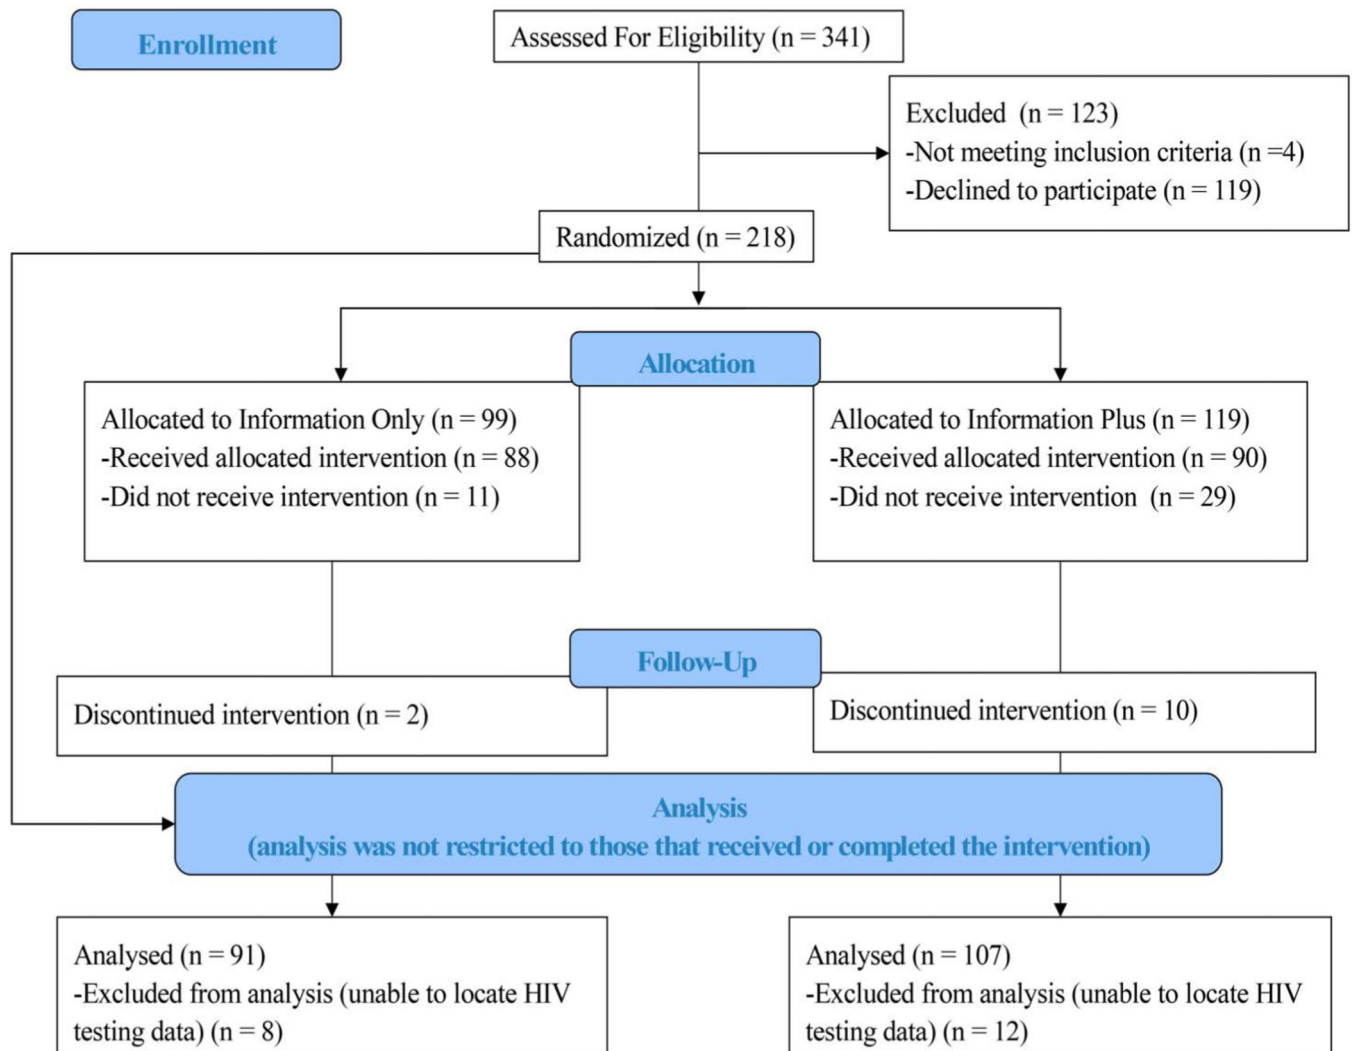 Enrollment
Assessed For Eligibility (n = 341)
Excluded (n = 123)
-Not meeting inclusion criteria (n =4)
-Declined to participate (n = 119)
Randomized (n = 218)
Allocation
Allocated to Information Only (n = 99)
-Received allocated intervention (n = 88)
-Did not receive intervention (n = 11)
Allocated to Information Plus (n = 119)
-Received allocated intervention (n = 90)
-Did not receive intervention (n = 29)
Follow-Up
Discontinued intervention (n = 2)
Discontinued intervention (n = 10)
Analysis
(analysis was not restricted to those that received or completed the intervention)
Analysed (n = 91)
-Excluded from analysis (unable to locate HIV
testing data) (n = 8)
Analysed (n = 107)
-Excluded from analysis (unable to locate HIV
testing data) (n = 12)